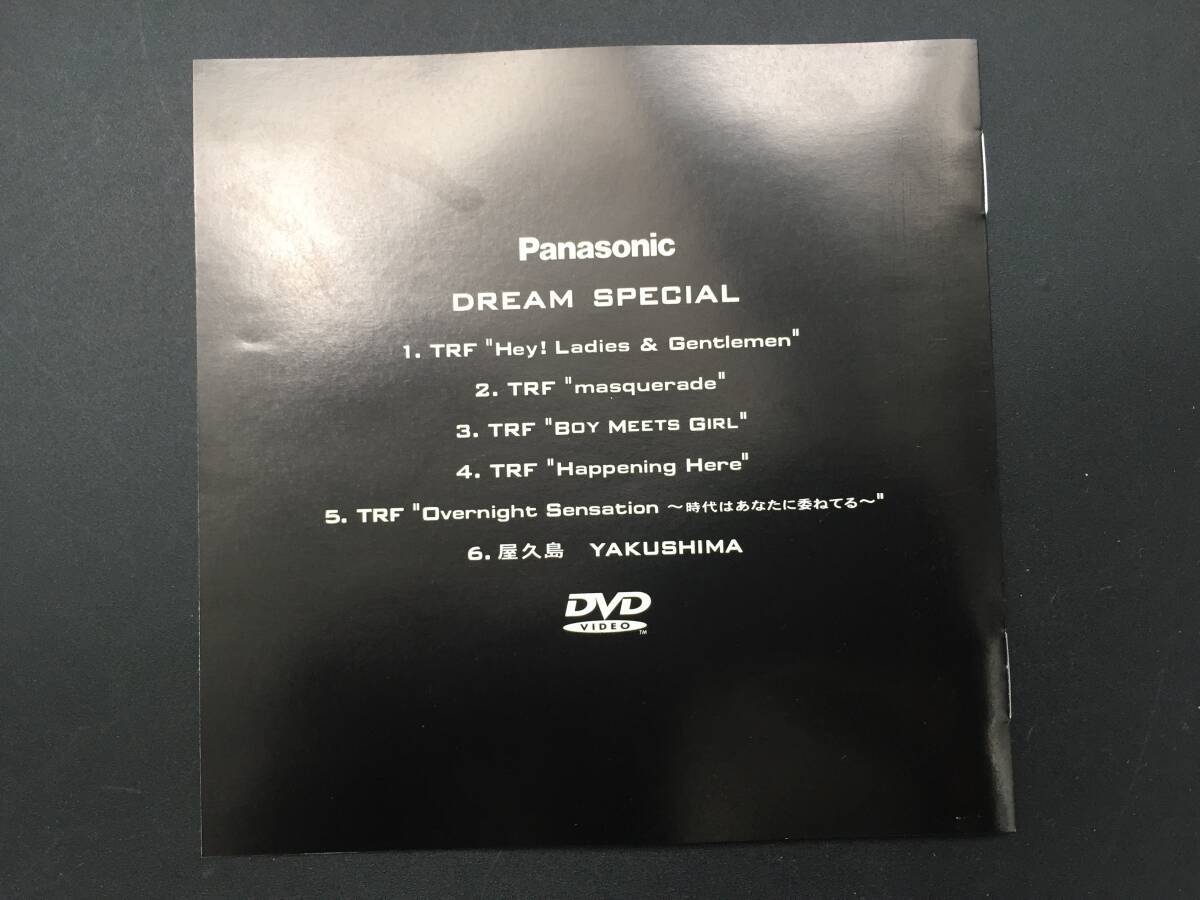 Panasonic
DREAM SPECIAL
1. TRF "Hey! Ladies & Gentlemen"
2. TRF "masquerade"
3. TRF "BOY MEETS GIRL"
4. TRF "Happening Here"
5. TRF "Overnight Sensation ～時代はあなたに委ねてる～"
6. 屋久島　YAKUSHIMA
DVD
VIDEO ™